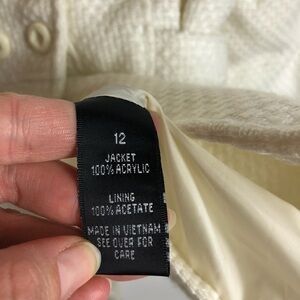 12
JACKET
100% ACRYLIC
LINING
100% ACETATE
MADE IN VIETNAM
SEE OVER FOR
CARE